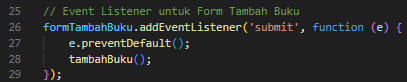 25 // Event Listener untuk Form Tambah Buku
26 formTambahBuku.addEventListener('submit', function (e) {
27     e.preventDefault();
28     tambahBuku();
29 });